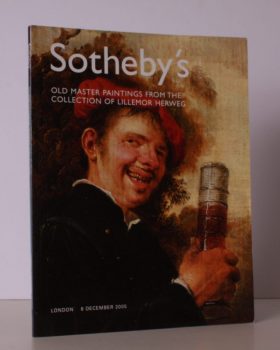 Sotheby's
OLD MASTER PAINTINGS FROM THE
COLLECTION OF LILLEMOR HERWEG
LONDON 8 DECEMBER 2005